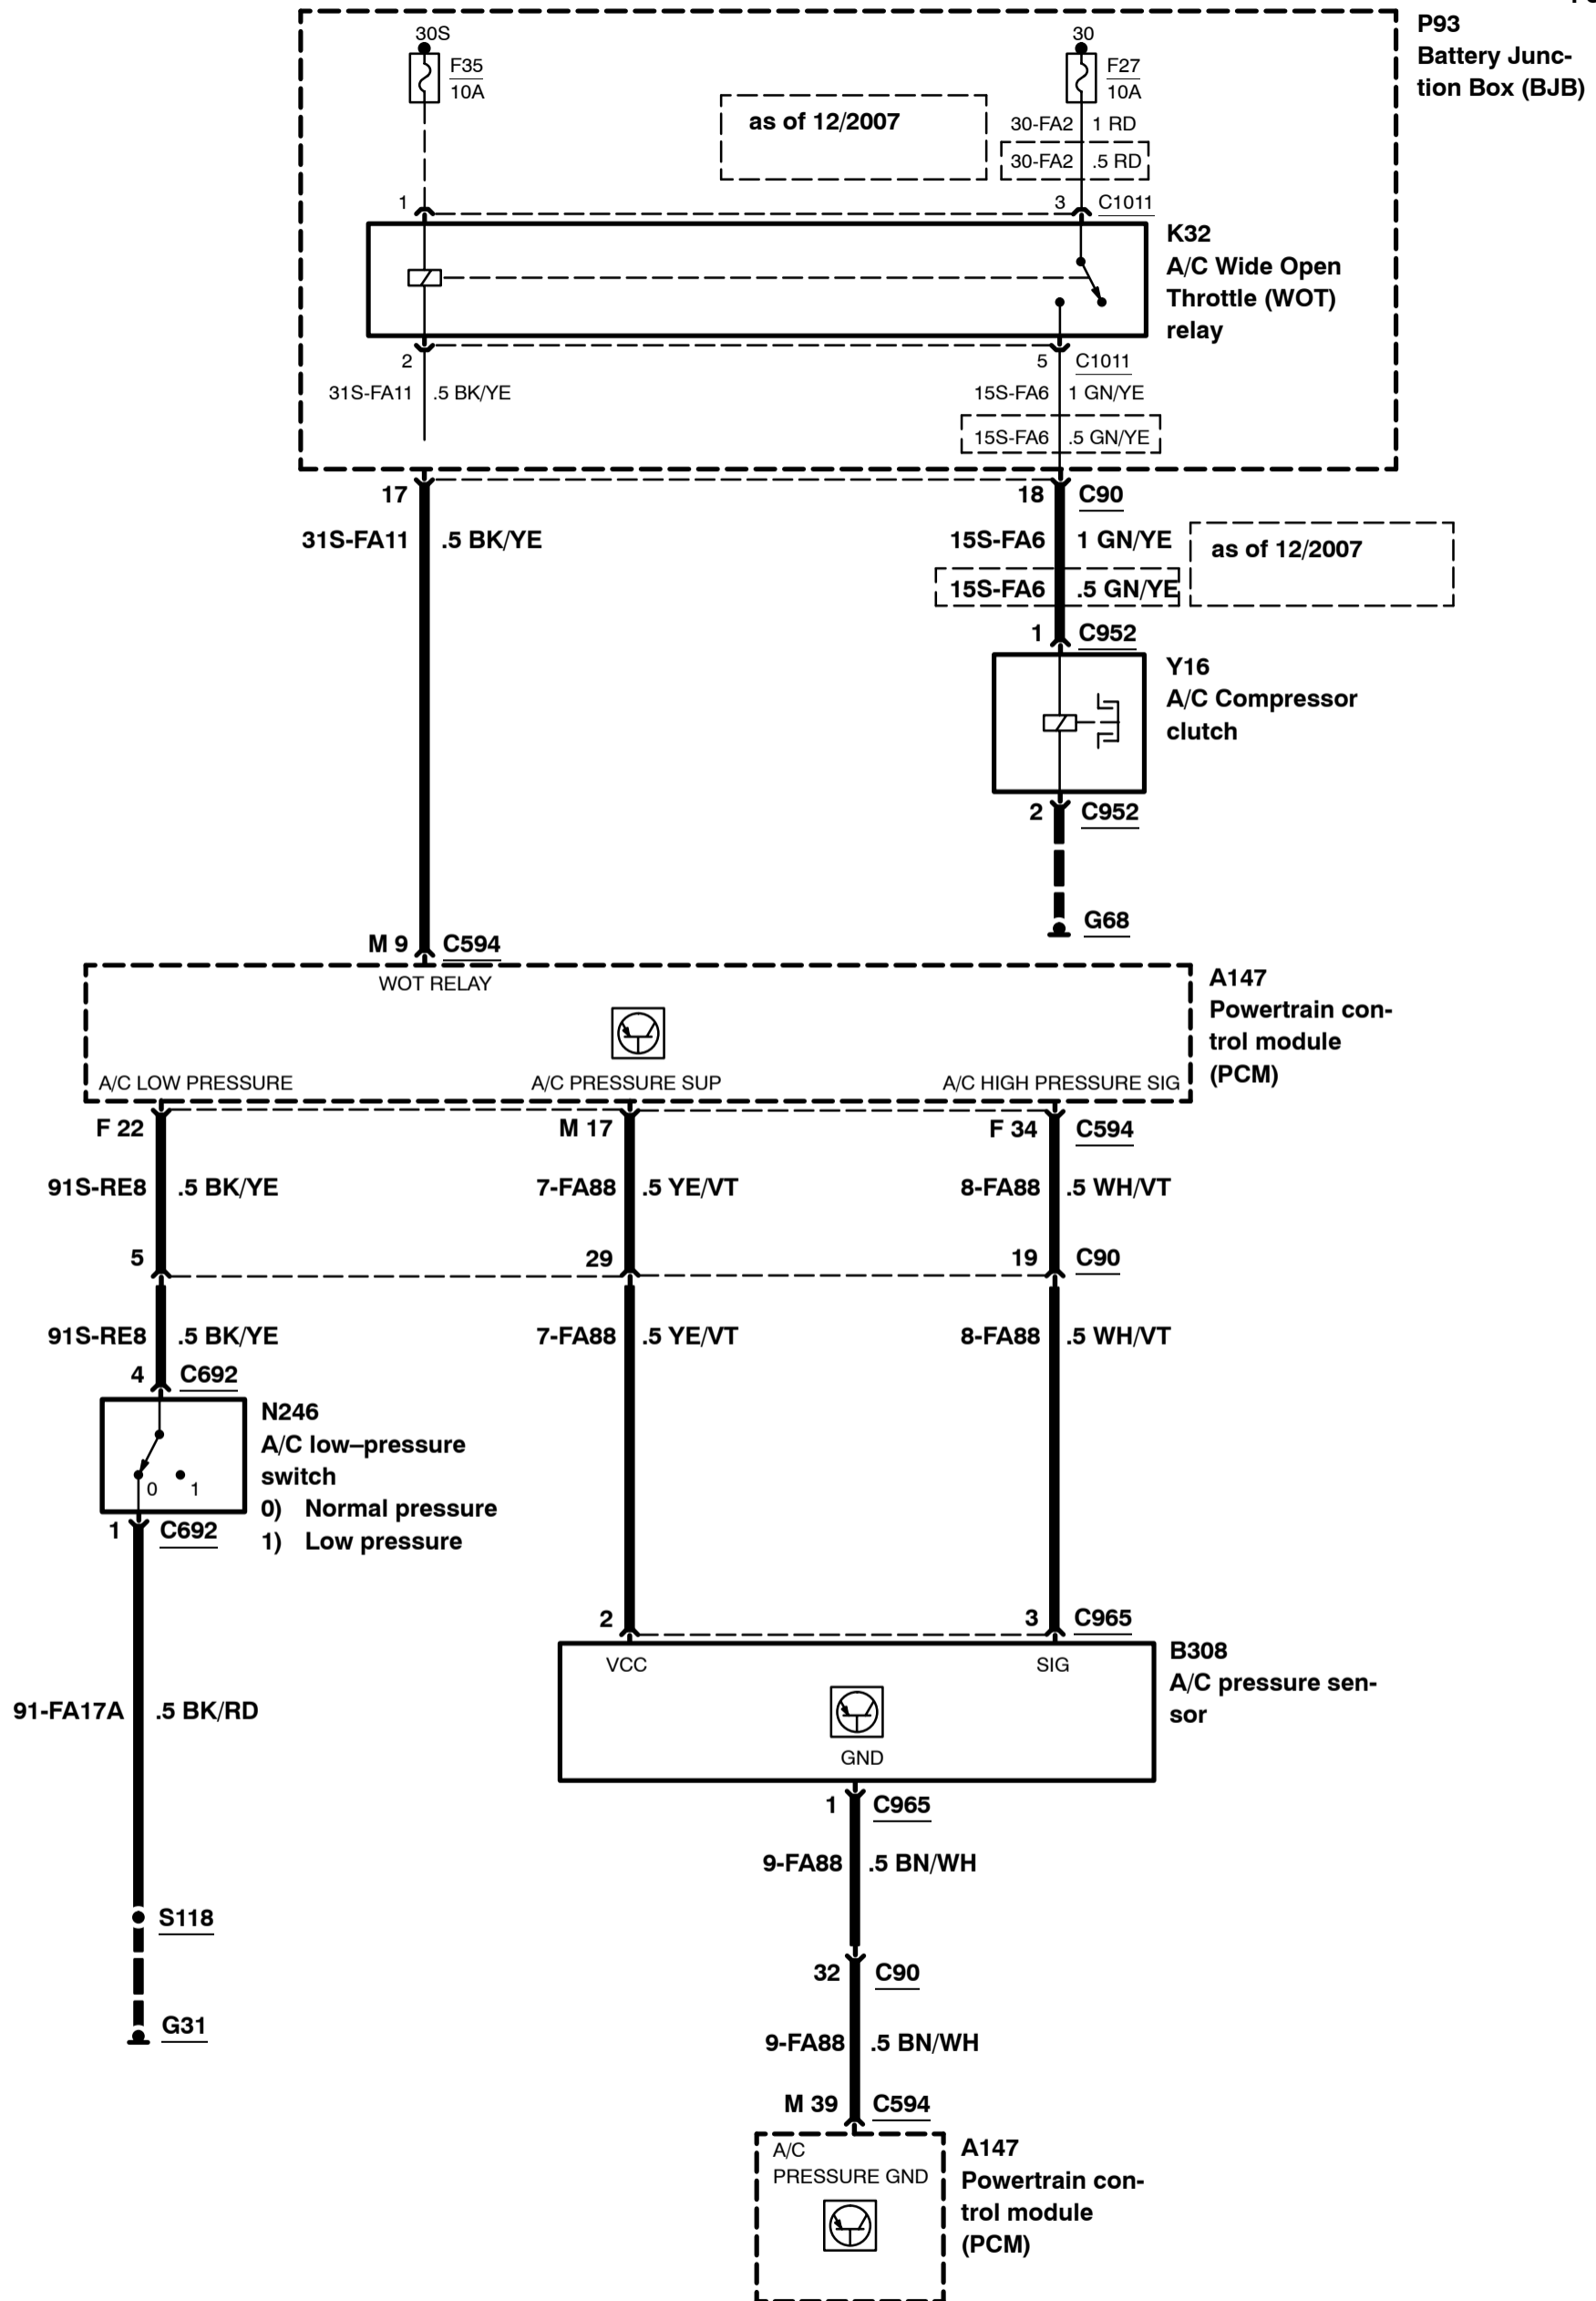 P93
Battery Junc-
tion Box (BJB)
30S
30
F35
10A
F27
10A
as of 12/2007
30-FA2 1 RD
30-FA2 .5 RD
1
3 C1011
K32
A/C Wide Open
Throttle (WOT)
relay
2
5 C1011
31S-FA11 .5 BK/YE
15S-FA6 1 GN/YE
15S-FA6 .5 GN/YE
17
18 C90
31S-FA11 .5 BK/YE
15S-FA6 1 GN/YE
as of 12/2007
15S-FA6 .5 GN/YE
1 C952
Y16
A/C Compressor
clutch
2 C952
G68
M 9 C594
WOT RELAY
A147
Powertrain con-
trol module
(PCM)
A/C LOW PRESSURE
A/C PRESSURE SUP
A/C HIGH PRESSURE SIG
F 22
M 17
F 34 C594
91S-RE8 .5 BK/YE
7-FA88 .5 YE/VT
8-FA88 .5 WH/VT
5
29
19 C90
91S-RE8 .5 BK/YE
7-FA88 .5 YE/VT
8-FA88 .5 WH/VT
4 C692
N246
A/C low–pressure
switch
0) Normal pressure
1) Low pressure
0 1
1 C692
2
3 C965
VCC
SIG
B308
A/C pressure sen-
sor
GND
91-FA17A .5 BK/RD
1 C965
9-FA88 .5 BN/WH
S118
32 C90
G31
9-FA88 .5 BN/WH
M 39 C594
A/C
PRESSURE GND
A147
Powertrain con-
trol module
(PCM)